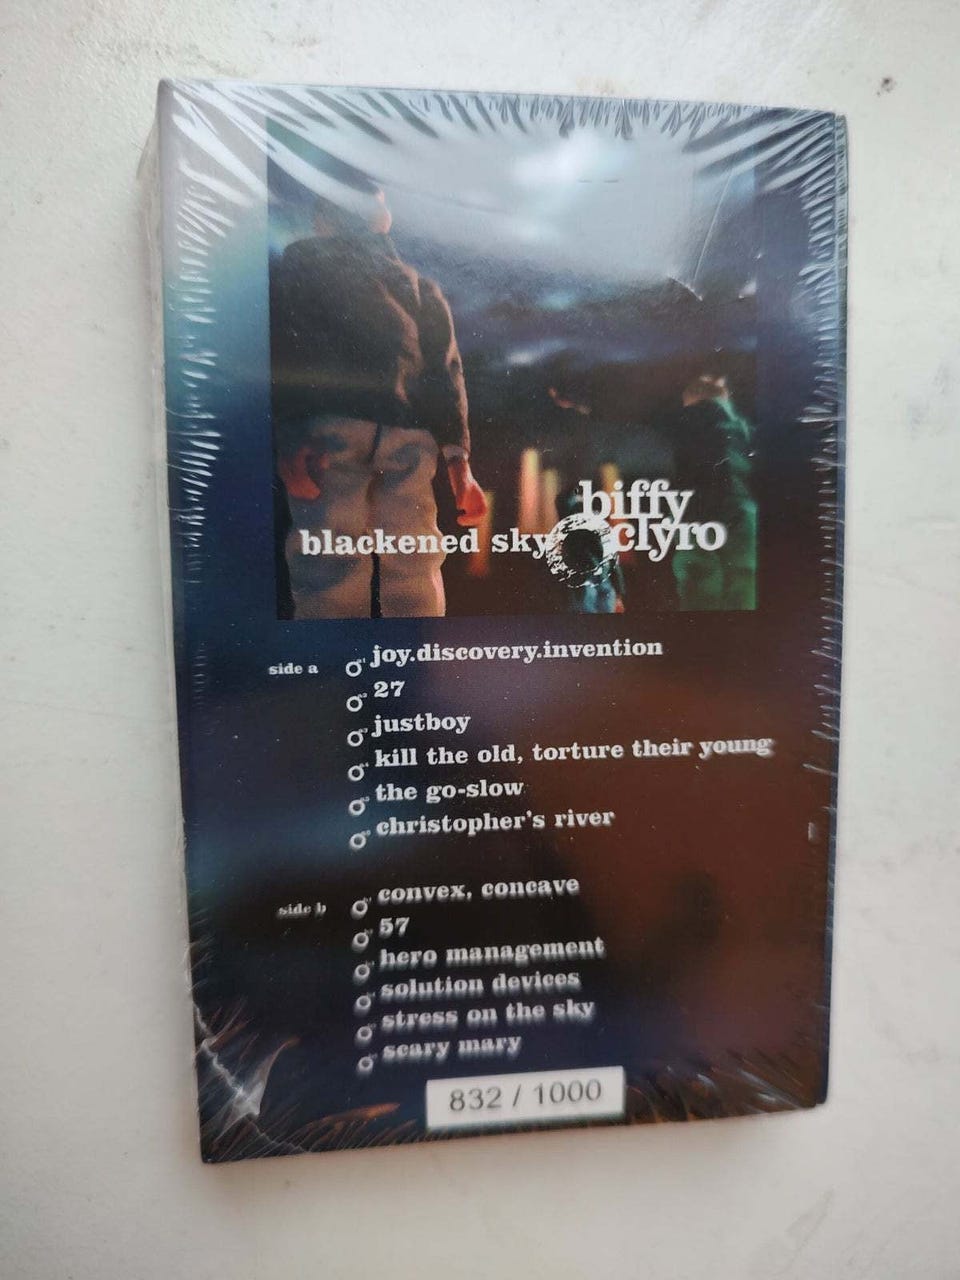 biffy
clyro
blackened sky
side a
joy.discovery.invention
27
justboy
kill the old, torture their young
the go-slow
christopher's river
side b
convex, concave
57
hero management
solution devices
stress on the sky
scary mary
832 / 1000